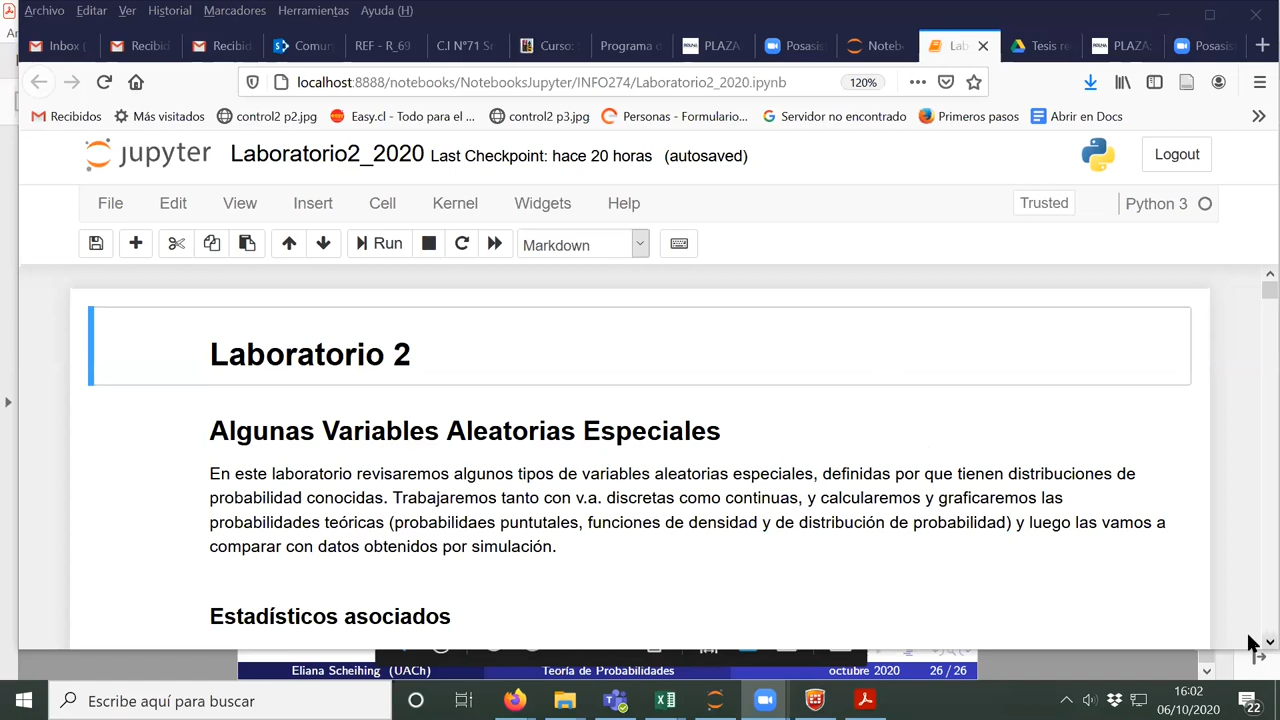 Archivo Editar Ver Historial Marcadores Herramientas Ayuda (H)
Inbox ( Recibid Recibid Comun REF - R_69 C.I N°71 S Curso: Programa d PLAZA Posasis Noteb Lab Tesis re PLAZA Posasist
localhost:8888/notebooks/NotebooksJupyter/INFO274/Laboratorio2_2020.ipynb 120%
Recibidos Más visitados control2 p2.jpg Easy.cl - Todo para el ... control2 p3.jpg Personas - Formulario... Servidor no encontrado Primeros pasos Abrir en Docs
jupyter Laboratorio2_2020 Last Checkpoint: hace 20 horas (autosaved) Logout
File Edit View Insert Cell Kernel Widgets Help Trusted Python 3
Run Markdown
Laboratorio 2
Algunas Variables Aleatorias Especiales
En este laboratorio revisaremos algunos tipos de variables aleatorias especiales, definidas por que tienen distribuciones de
probabilidad conocidas. Trabajaremos tanto con v.a. discretas como continuas, y calcularemos y graficaremos las
probabilidades teóricas (probabilidaes puntutales, funciones de densidad y de distribución de probabilidad) y luego las vamos a
comparar con datos obtenidos por simulación.
Estadísticos asociados
Eliana Scheihing (UACh) Teoría de Probabilidades octubre 2020 26 / 26
Escribe aquí para buscar
16:02
06/10/2020
22